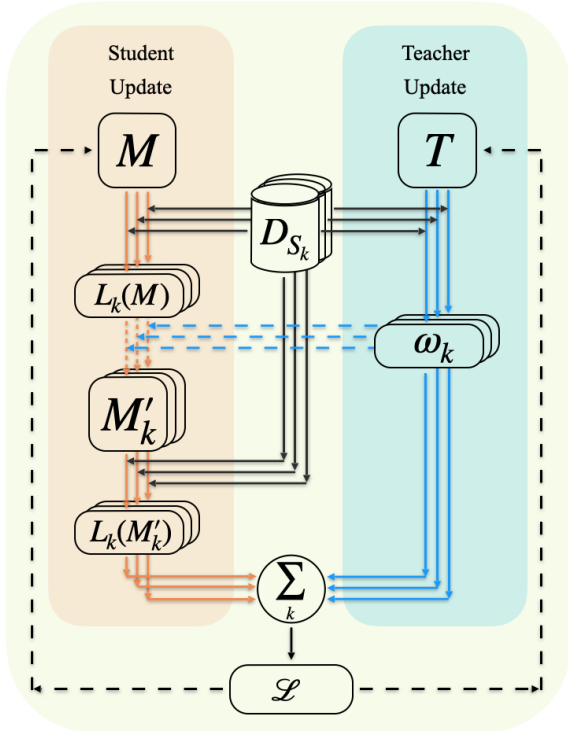 Student
Update
Teacher
Update
M
T
D_{S_k}
L_k(M)
ω_k
M'_k
L_k(M'_k)
∑
k
ℒ